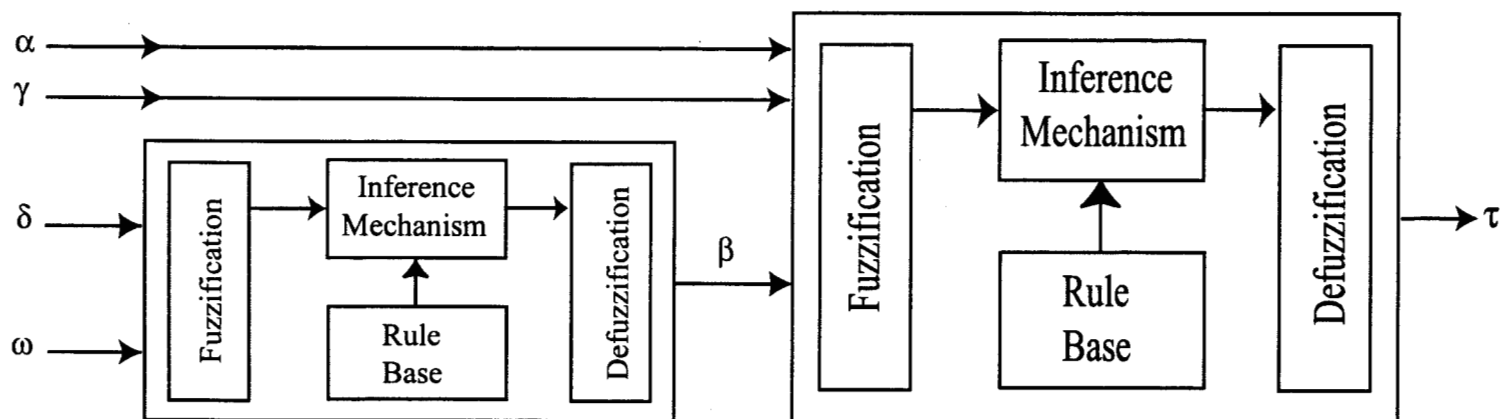 α
γ
δ
ω
Fuzzification
Inference
Mechanism
Rule
Base
Defuzzification
β
Fuzzification
Inference
Mechanism
Rule
Base
Defuzzification
τ